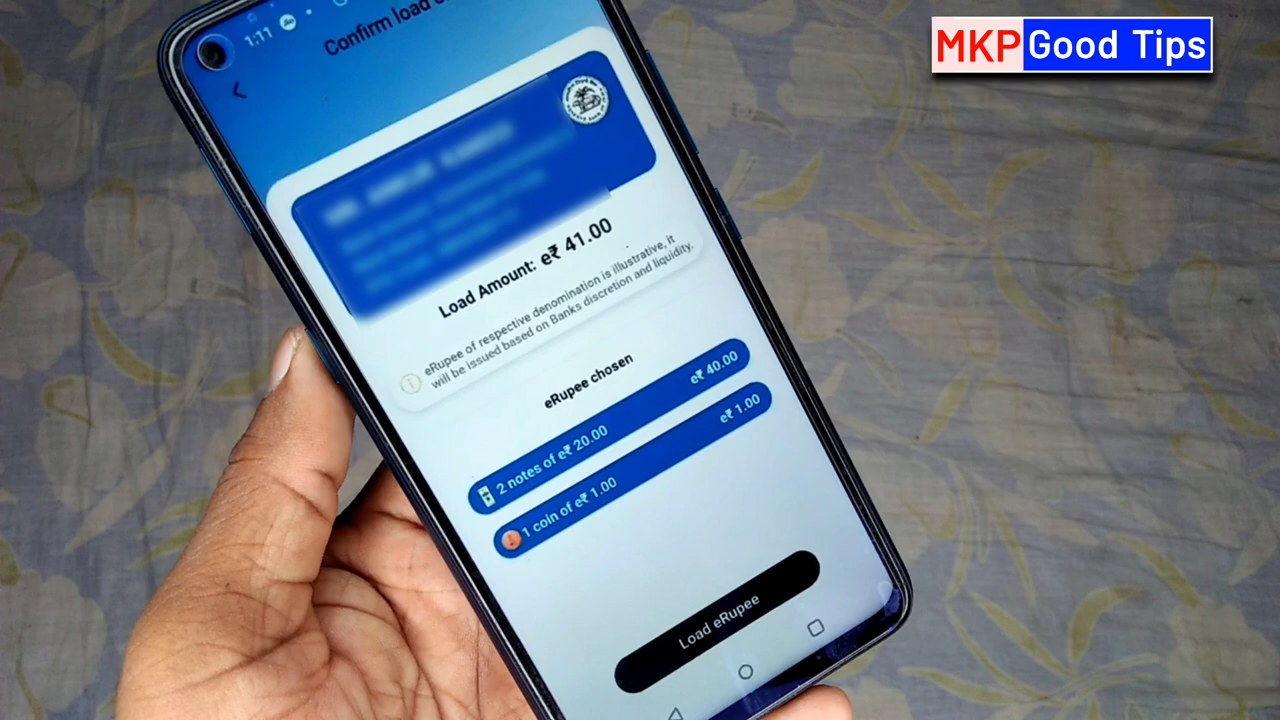 MKP Good Tips
1:11
Confirm load
Load Amount: e₹ 41.00
eRupee of respective denomination is illustrative, it
will be issued based on Banks discretion and liquidity.
eRupee chosen
2 notes of e₹ 20.00 e₹ 40.00
1 coin of e₹ 1.00 e₹ 1.00
Load eRupee